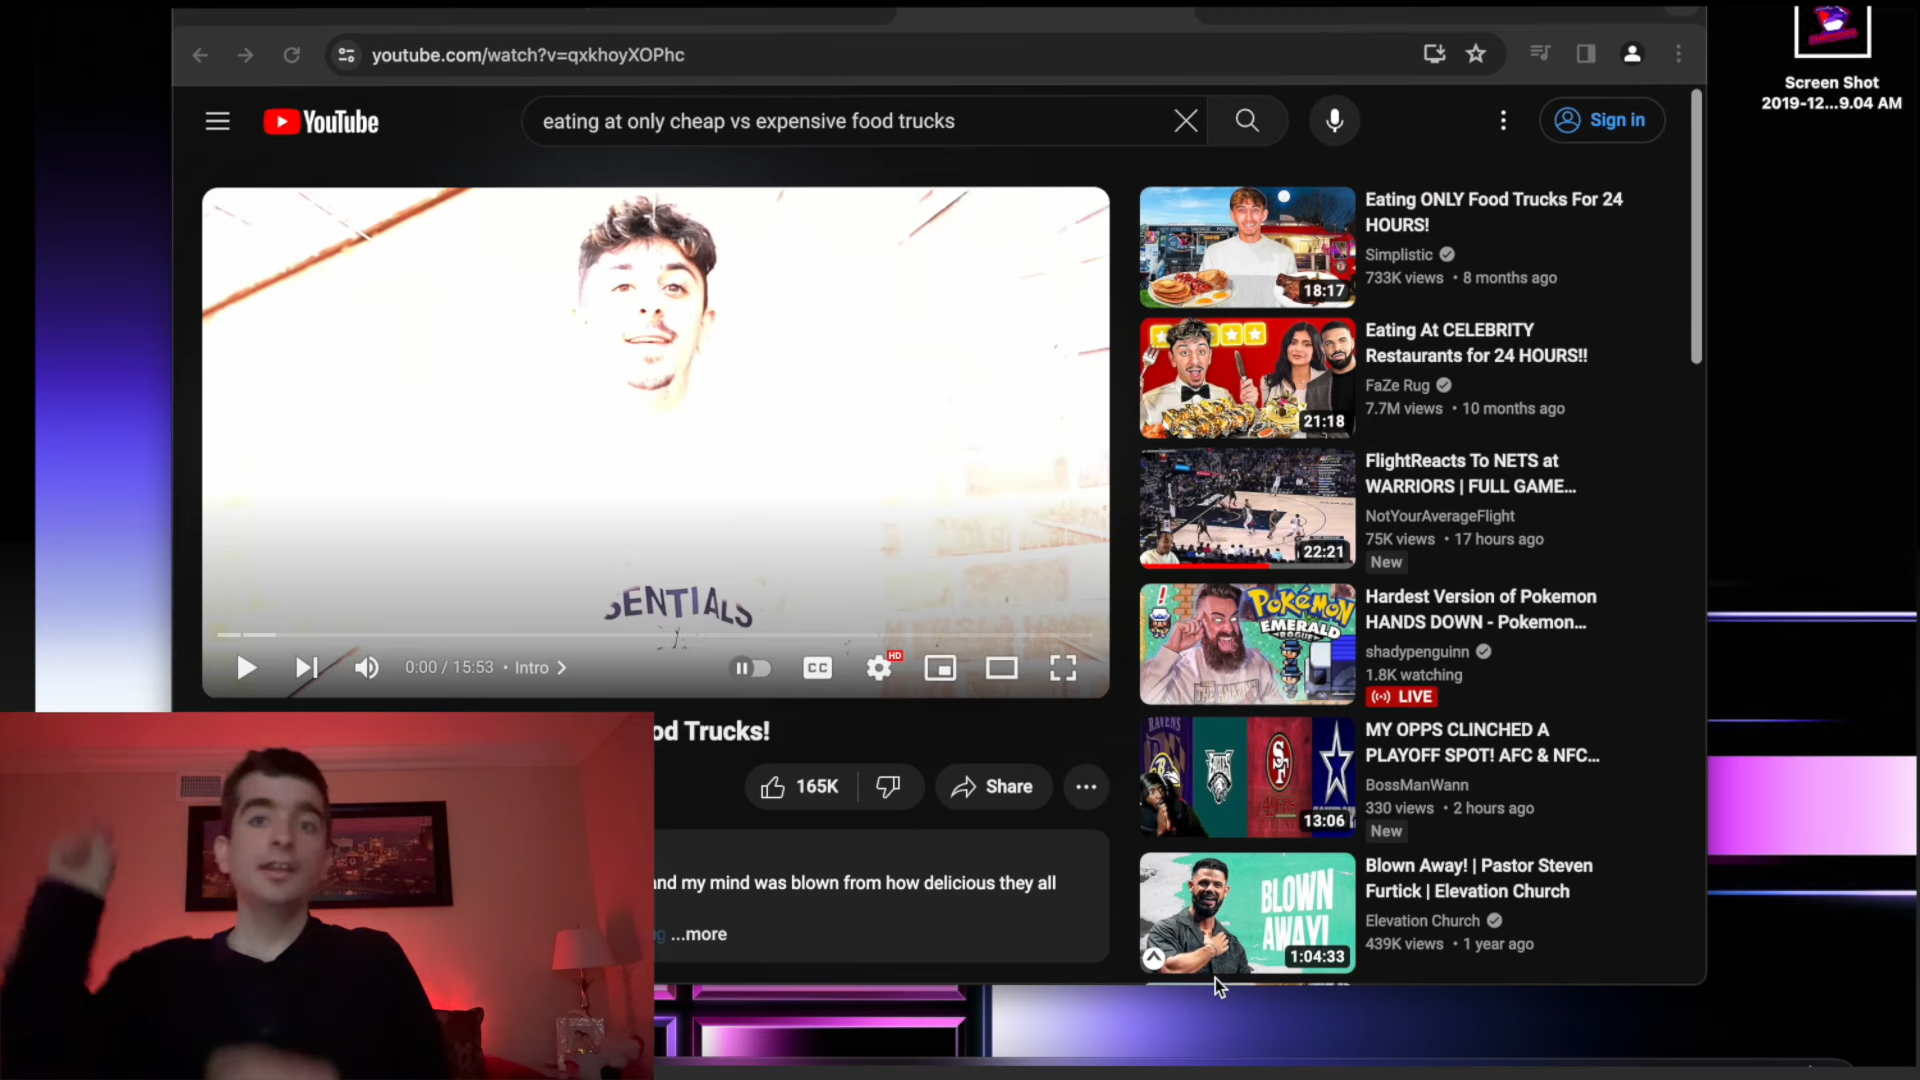 youtube.com/watch?v=qxkhoyXOPhc
Screen Shot
2019-12...9.04 AM
YouTube
eating at only cheap vs expensive food trucks
Sign in
SENTIALS
HD
0:00 / 15:53 • Intro
CC
od Trucks!
165K
Share
nd my mind was blown from how delicious they all
...more
18:17
Eating ONLY Food Trucks For 24
HOURS!
Simplistic
733K views • 8 months ago
21:18
Eating At CELEBRITY
Restaurants for 24 HOURS!!
FaZe Rug
7.7M views • 10 months ago
22:21
FlightReacts To NETS at
WARRIORS | FULL GAME...
NotYourAverageFlight
75K views • 17 hours ago
New
!
POKéMON
EMERALD
ROGUE
Hardest Version of Pokemon
HANDS DOWN - Pokemon...
shadypenguinn
1.8K watching
LIVE
RAVENS
EAGLES
SF
49ERS
13:06
MY OPPS CLINCHED A
PLAYOFF SPOT! AFC & NFC...
BossManWann
330 views • 2 hours ago
New
BLOWN
AWAY!
1:04:33
Blown Away! | Pastor Steven
Furtick | Elevation Church
Elevation Church
439K views • 1 year ago